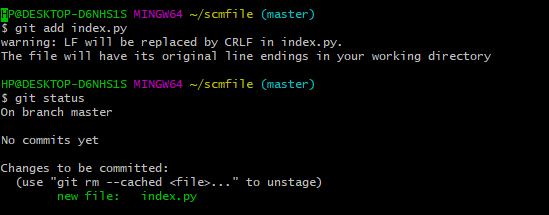 HP@DESKTOP-D6NHS1S MINGW64 ~/scmfile (master)
$ git add index.py
warning: LF will be replaced by CRLF in index.py.
The file will have its original line endings in your working directory
HP@DESKTOP-D6NHS1S MINGW64 ~/scmfile (master)
$ git status
On branch master
No commits yet
Changes to be committed:
(use "git rm --cached <file>..." to unstage)
new file:   index.py